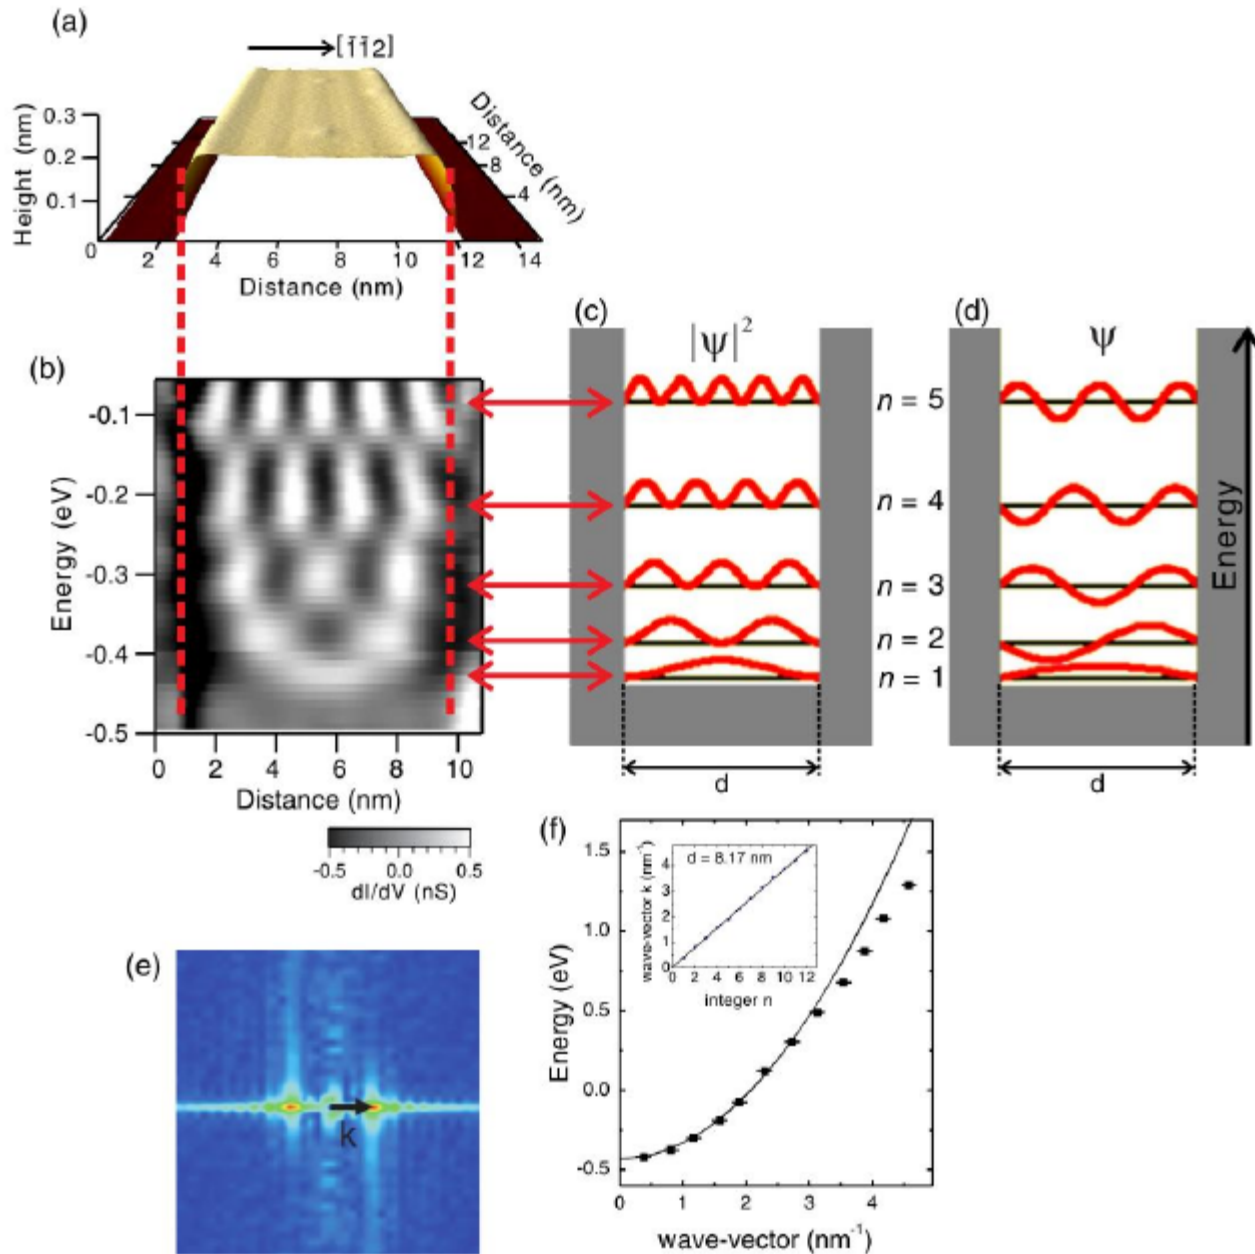 (a)
[1̄1̄2]
Height (nm)
0.3
0.2
0.1
0
2
4
6
8
10
12
14
Distance (nm)
4
8
12
Distance (nm)
(b)
Energy (eV)
-0.1
-0.2
-0.3
-0.4
-0.5
0
2
4
6
8
10
Distance (nm)
-0.5
0.0
0.5
dI/dV (nS)
(c)
|ψ|²
n = 5
n = 4
n = 3
n = 2
n = 1
d
(d)
ψ
Energy
d
(e)
k
(f)
Energy (eV)
1.5
1.0
0.5
0.0
-0.5
0
1
2
3
4
wave-vector (nm⁻¹)
d = 8.17 nm
wave-vector k (nm⁻¹)
4
3
2
1
0
0
2
4
6
8
10
12
integer n